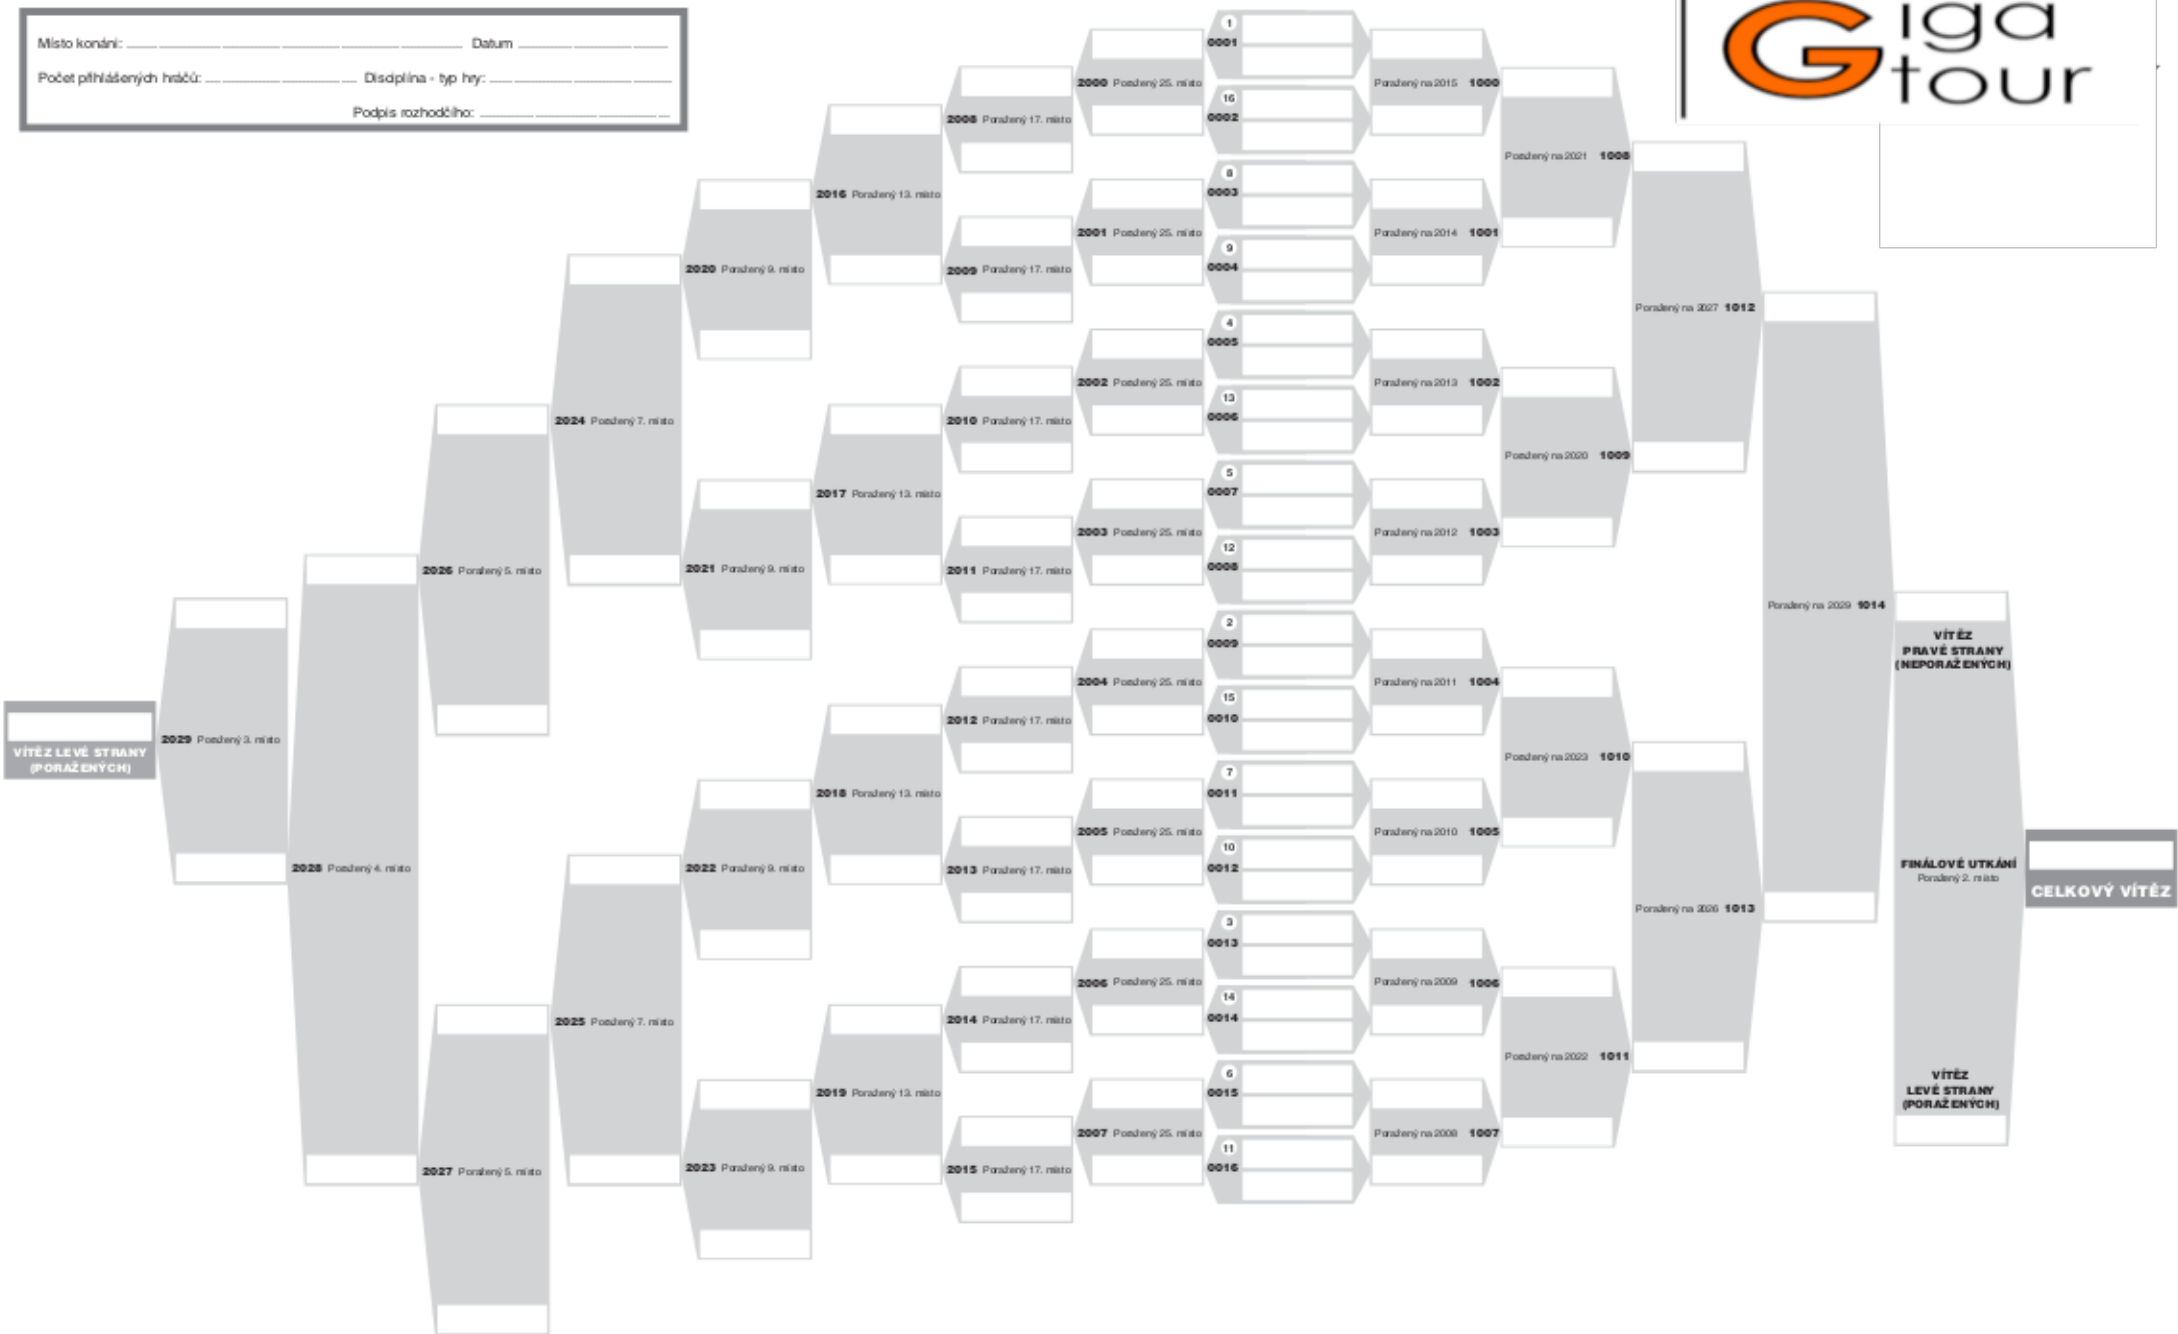 Místo konání: Datum
Počet přihlášených hráčů: Disciplína - typ hry:
Podpis rozhodčího:
Giga
tour
VÍTĚZ LEVÉ STRANY
(PORAŽENÝCH)
2029 Poražený 3. místo
2028 Poražený 4. místo
2026 Poražený 5. místo
2027 Poražený 5. místo
2024 Poražený 7. místo
2025 Poražený 7. místo
2020 Poražený 9. místo
2021 Poražený 9. místo
2022 Poražený 9. místo
2023 Poražený 9. místo
2016 Poražený 13. místo
2017 Poražený 13. místo
2018 Poražený 13. místo
2019 Poražený 13. místo
2008 Poražený 17. místo
2009 Poražený 17. místo
2010 Poražený 17. místo
2011 Poražený 17. místo
2012 Poražený 17. místo
2013 Poražený 17. místo
2014 Poražený 17. místo
2015 Poražený 17. místo
2000 Poražený 25. místo
2001 Poražený 25. místo
2002 Poražený 25. místo
2003 Poražený 25. místo
2004 Poražený 25. místo
2005 Poražený 25. místo
2006 Poražený 25. místo
2007 Poražený 25. místo
1
0001
16
0002
8
0003
9
0004
4
0005
13
0006
5
0007
12
0008
2
0009
15
0010
7
0011
10
0012
3
0013
14
0014
6
0015
11
0016
Poražený na 2015 1000
Poražený na 2014 1001
Poražený na 2013 1002
Poražený na 2012 1003
Poražený na 2011 1004
Poražený na 2010 1005
Poražený na 2009 1006
Poražený na 2008 1007
Poražený na 2021 1008
Poražený na 2020 1009
Poražený na 2023 1010
Poražený na 2022 1011
Poražený na 2027 1012
Poražený na 2026 1013
Poražený na 2029 1014
VÍTĚZ
PRAVÉ STRANY
(NEPORAŽENÝCH)
FINÁLOVÉ UTKÁNÍ
Poražený 2. místo
VÍTĚZ
LEVÉ STRANY
(PORAŽENÝCH)
CELKOVÝ VÍTĚZ